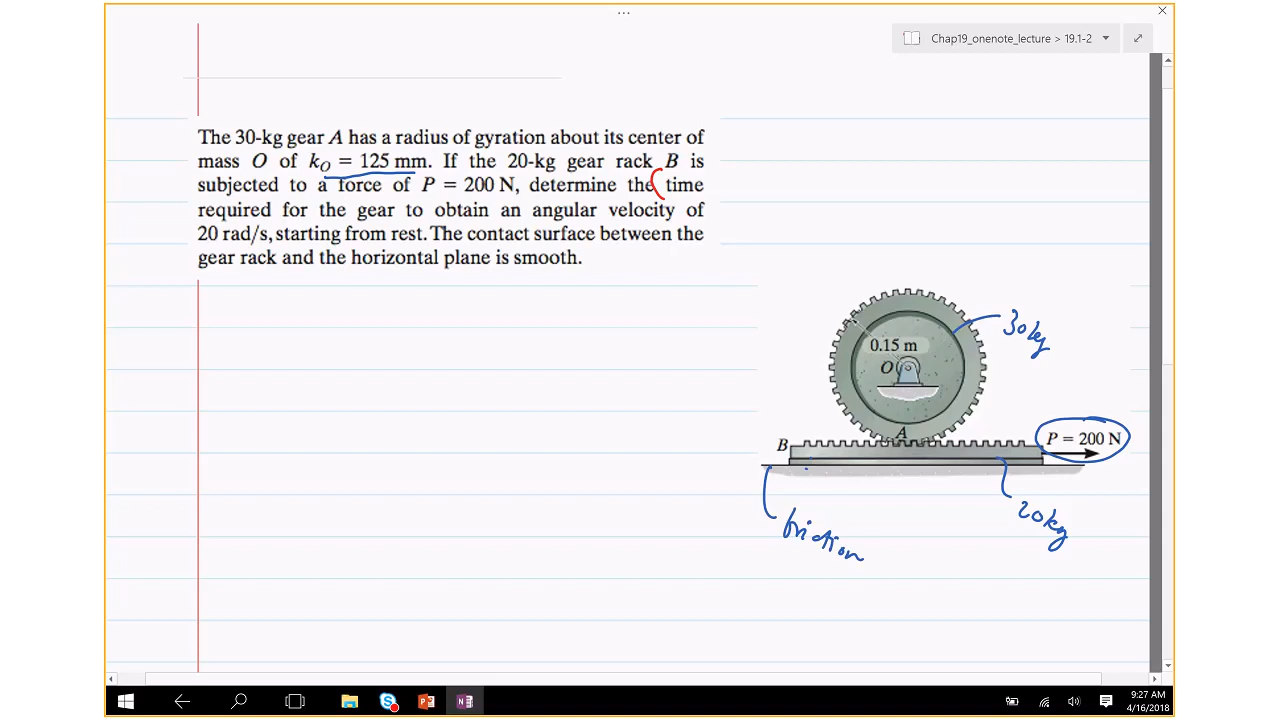 ...
Chap19_onenote_lecture > 19.1-2
The 30-kg gear A has a radius of gyration about its center of
mass O of kO = 125 mm. If the 20-kg gear rack B is
subjected to a force of P = 200 N, determine the time
required for the gear to obtain an angular velocity of
20 rad/s, starting from rest. The contact surface between the
gear rack and the horizontal plane is smooth.
30kg
0.15 m
O
A
B
P = 200 N
20kg
friction
9:27 AM
4/16/2018